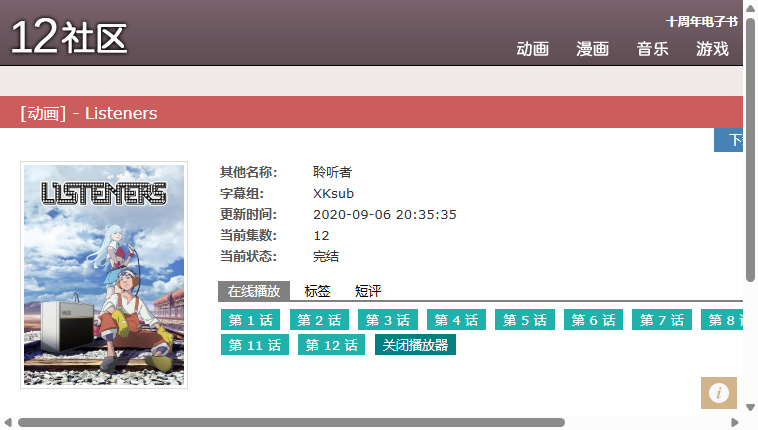 12社区
十周年电子书
动画 漫画 音乐 游戏
[动画] - Listeners
LISTENERS
其他名称： 聆听者
字幕组： XKsub
更新时间： 2020-09-06 20:35:35
当前集数： 12
当前状态： 完结
在线播放 标签 短评
第 1 话 第 2 话 第 3 话 第 4 话 第 5 话 第 6 话 第 7 话 第 8
第 11 话 第 12 话 关闭播放器
i